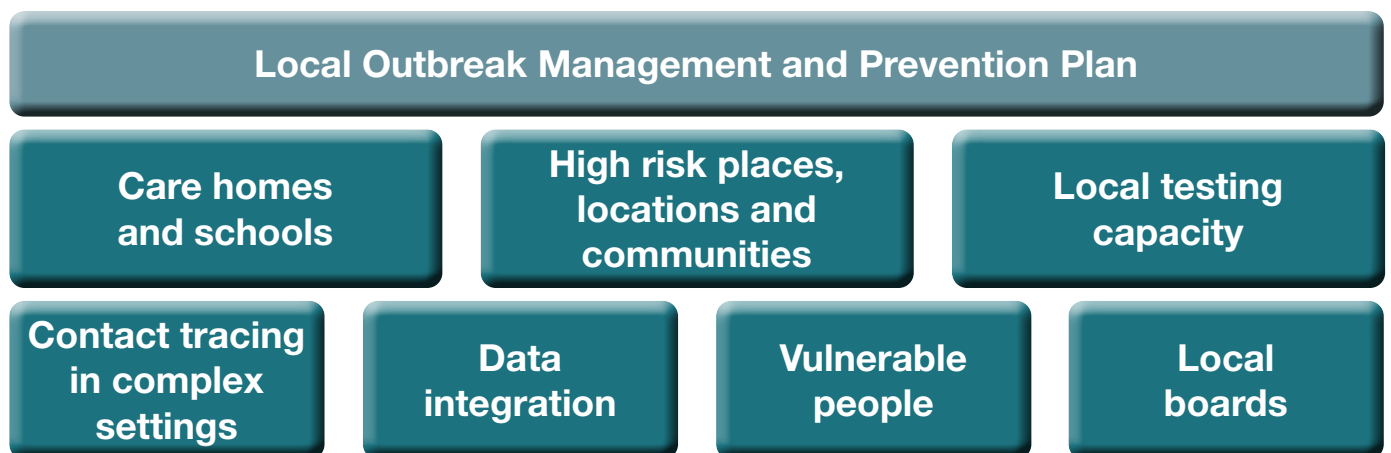 Local Outbreak Management and Prevention Plan
Care homes
and schools
High risk places,
locations and
communities
Local testing
capacity
Contact tracing
in complex
settings
Data
integration
Vulnerable
people
Local
boards